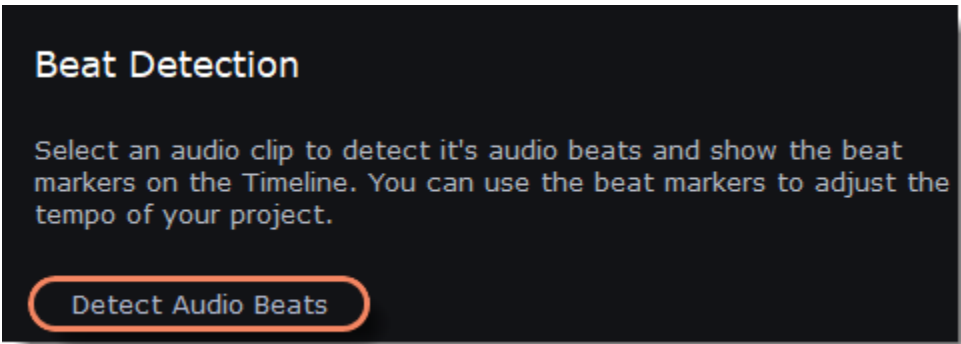 Beat Detection
Select an audio clip to detect it's audio beats and show the beat
markers on the Timeline. You can use the beat markers to adjust the
tempo of your project.
Detect Audio Beats